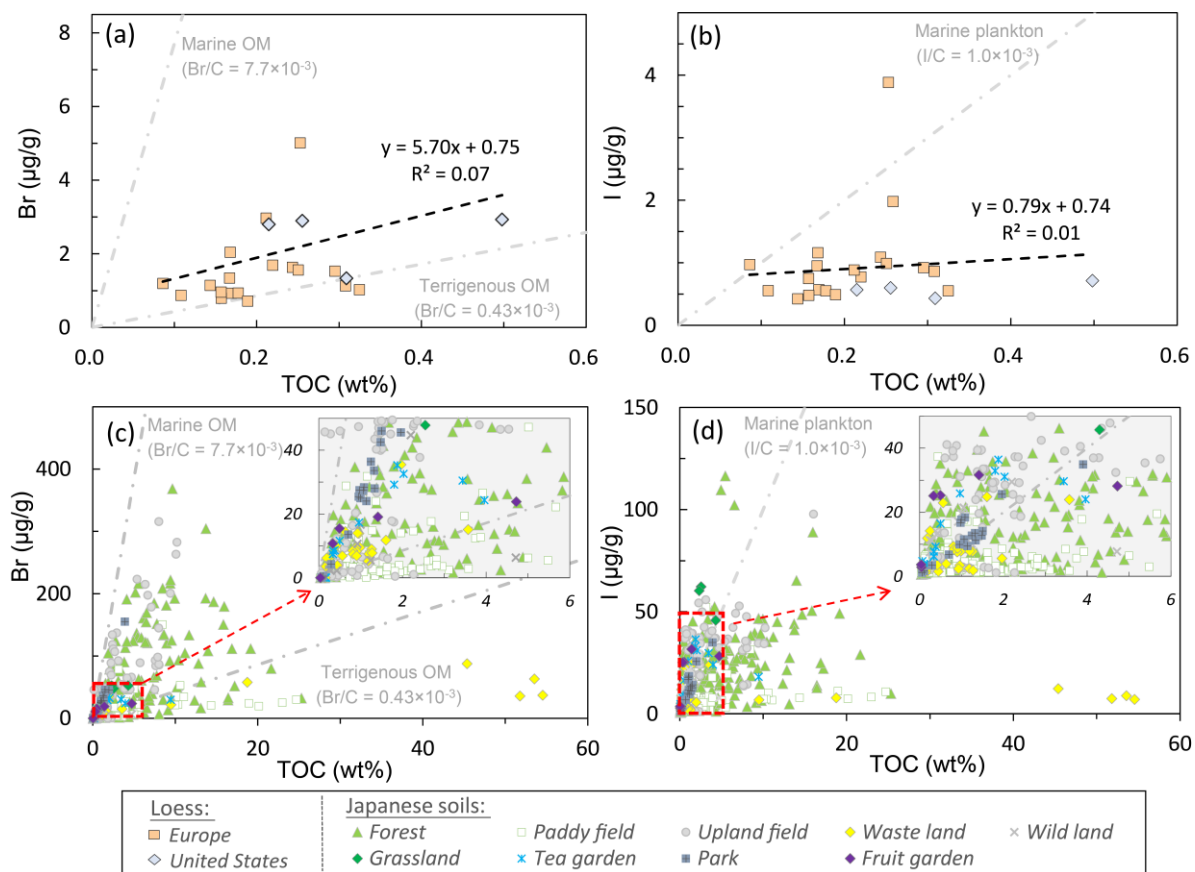 (a)
Marine OM
(Br/C = 7.7×10⁻³)
y = 5.70x + 0.75
R² = 0.07
Terrigenous OM
(Br/C = 0.43×10⁻³)
Br (µg/g)
8
6
4
2
0
0.0 0.2 0.4 0.6
TOC (wt%)
(b)
Marine plankton
(I/C = 1.0×10⁻³)
y = 0.79x + 0.74
R² = 0.01
I (µg/g)
4
2
0
0.0 0.2 0.4 0.6
TOC (wt%)
(c)
Marine OM
(Br/C = 7.7×10⁻³)
40
20
0
0 2 4 6
Terrigenous OM
(Br/C = 0.43×10⁻³)
Br (µg/g)
400
200
0
0 20 40 60
TOC (wt%)
(d)
Marine plankton
(I/C = 1.0×10⁻³)
40
20
0
0 2 4 6
I (µg/g)
150
100
50
0
0 20 40 60
TOC (wt%)
Loess:
Europe
United States
Japanese soils:
Forest Paddy field Upland field Waste land Wild land
Grassland Tea garden Park Fruit garden